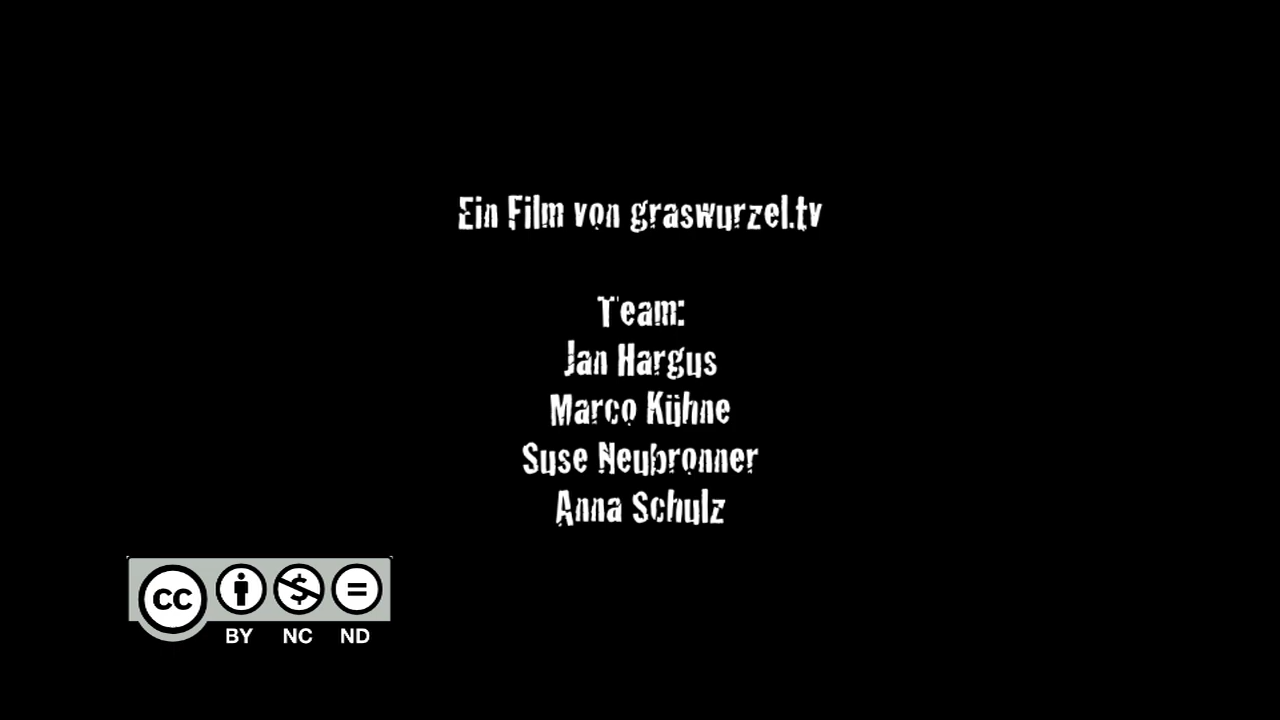 Ein Film von graswurzel.tv
Team:
Jan Hargus
Marco Kühne
Suse Neubronner
Anna Schulz
cc
BY NC ND